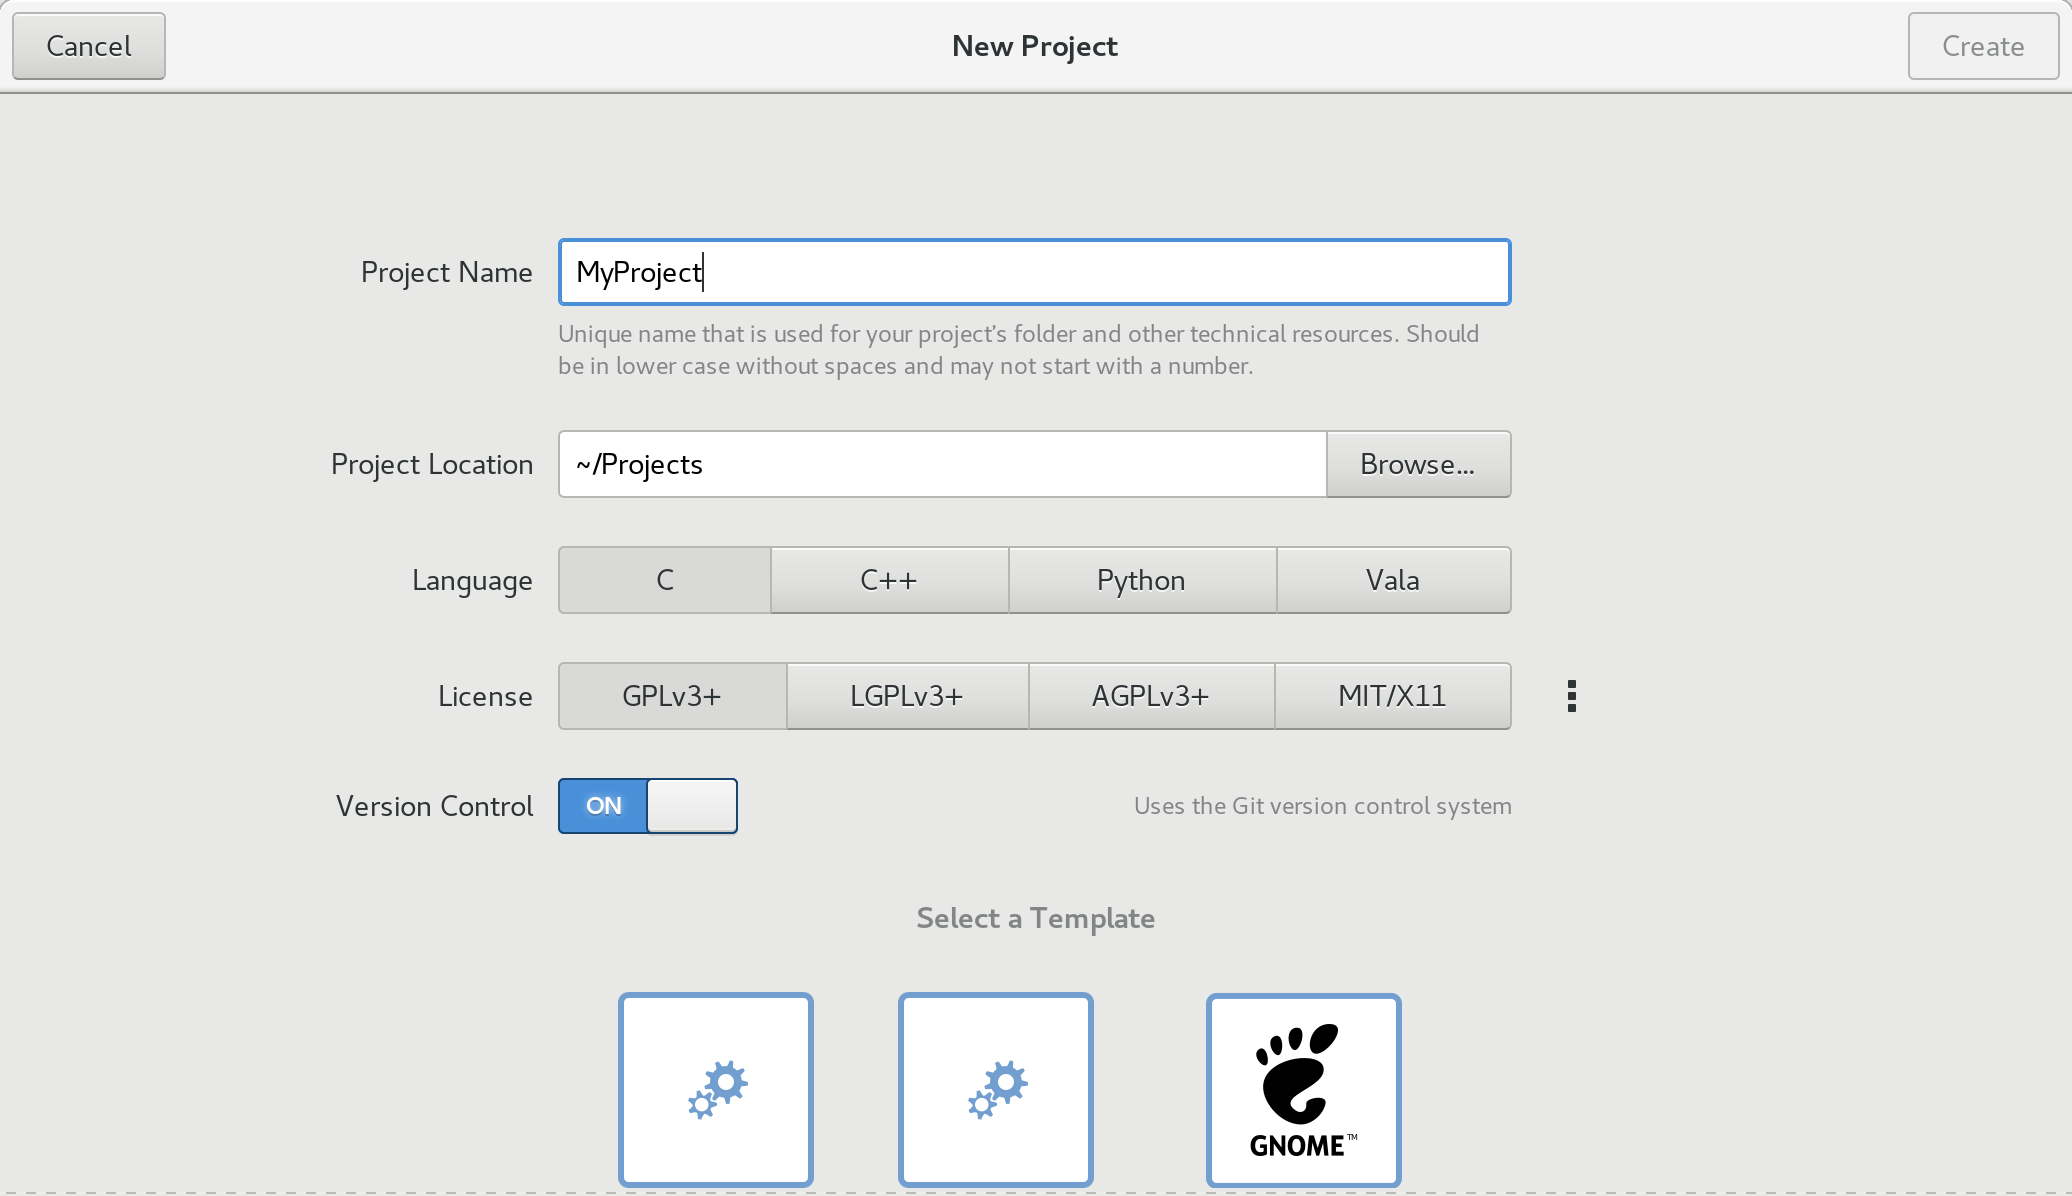 Cancel
New Project
Create
Project Name
MyProject
Unique name that is used for your project's folder and other technical resources. Should
be in lower case without spaces and may not start with a number.
Project Location
~/Projects
Browse...
Language
C
C++
Python
Vala
License
GPLv3+
LGPLv3+
AGPLv3+
MIT/X11
Version Control
ON
Uses the Git version control system
Select a Template
GNOME™